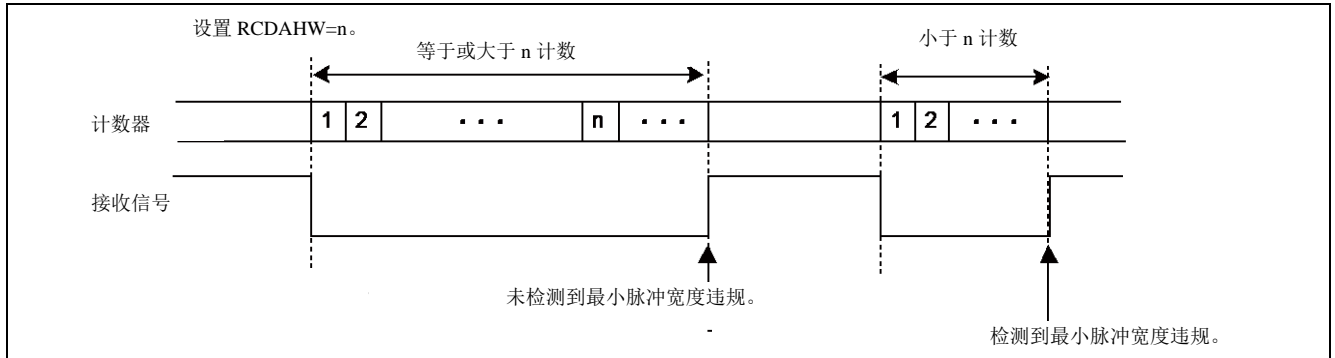 设置 RCDAHW=n。
等于或大于 n 计数
小于 n 计数
计数器
1 2 ・・・ n ・・・
1 2 ・・・
接收信号
未检测到最小脉冲宽度违规。
检测到最小脉冲宽度违规。